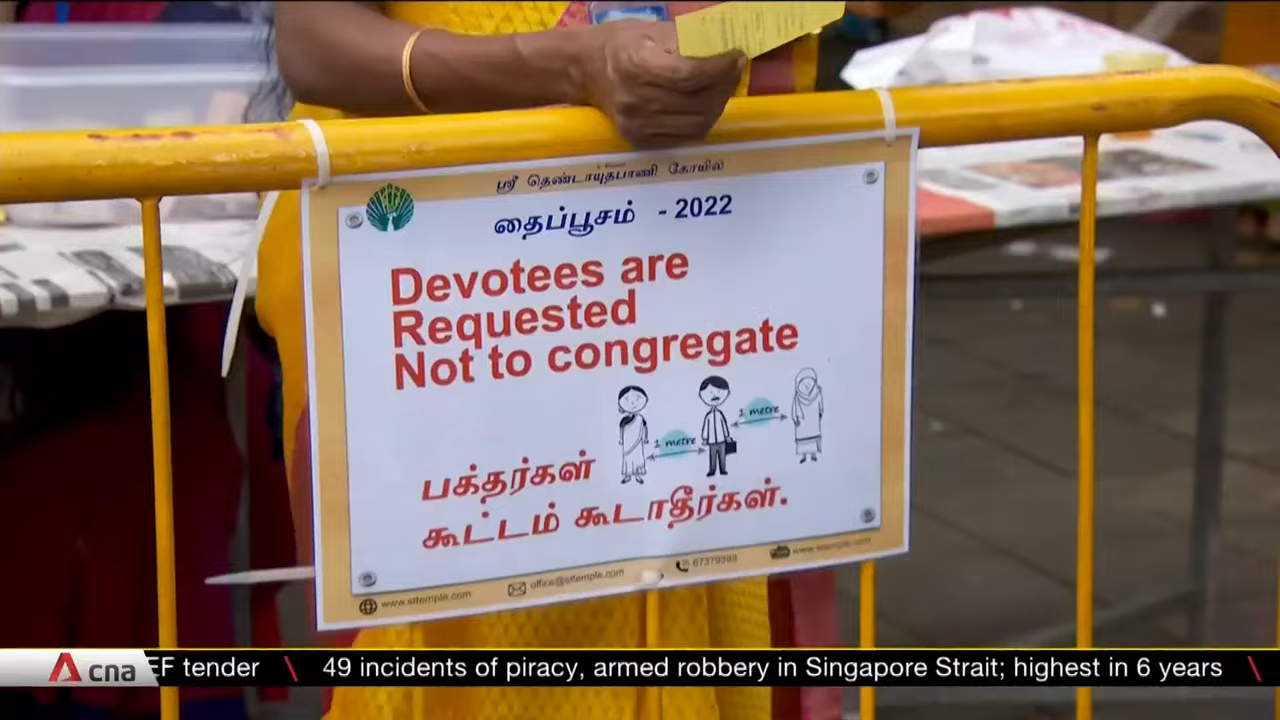 ஸ்ரீ தெண்டாயுதபாணி கோயில்
தைப்பூசம் - 2022
Devotees are
Requested
Not to congregate
1 metre
1 metre
பக்தர்கள்
கூட்டம் கூடாதீர்கள்.
www.sttemple.com
office@sttemple.com
67379393
www.sttemple.com
cna
EF tender \ 49 incidents of piracy, armed robbery in Singapore Strait; highest in 6 years \